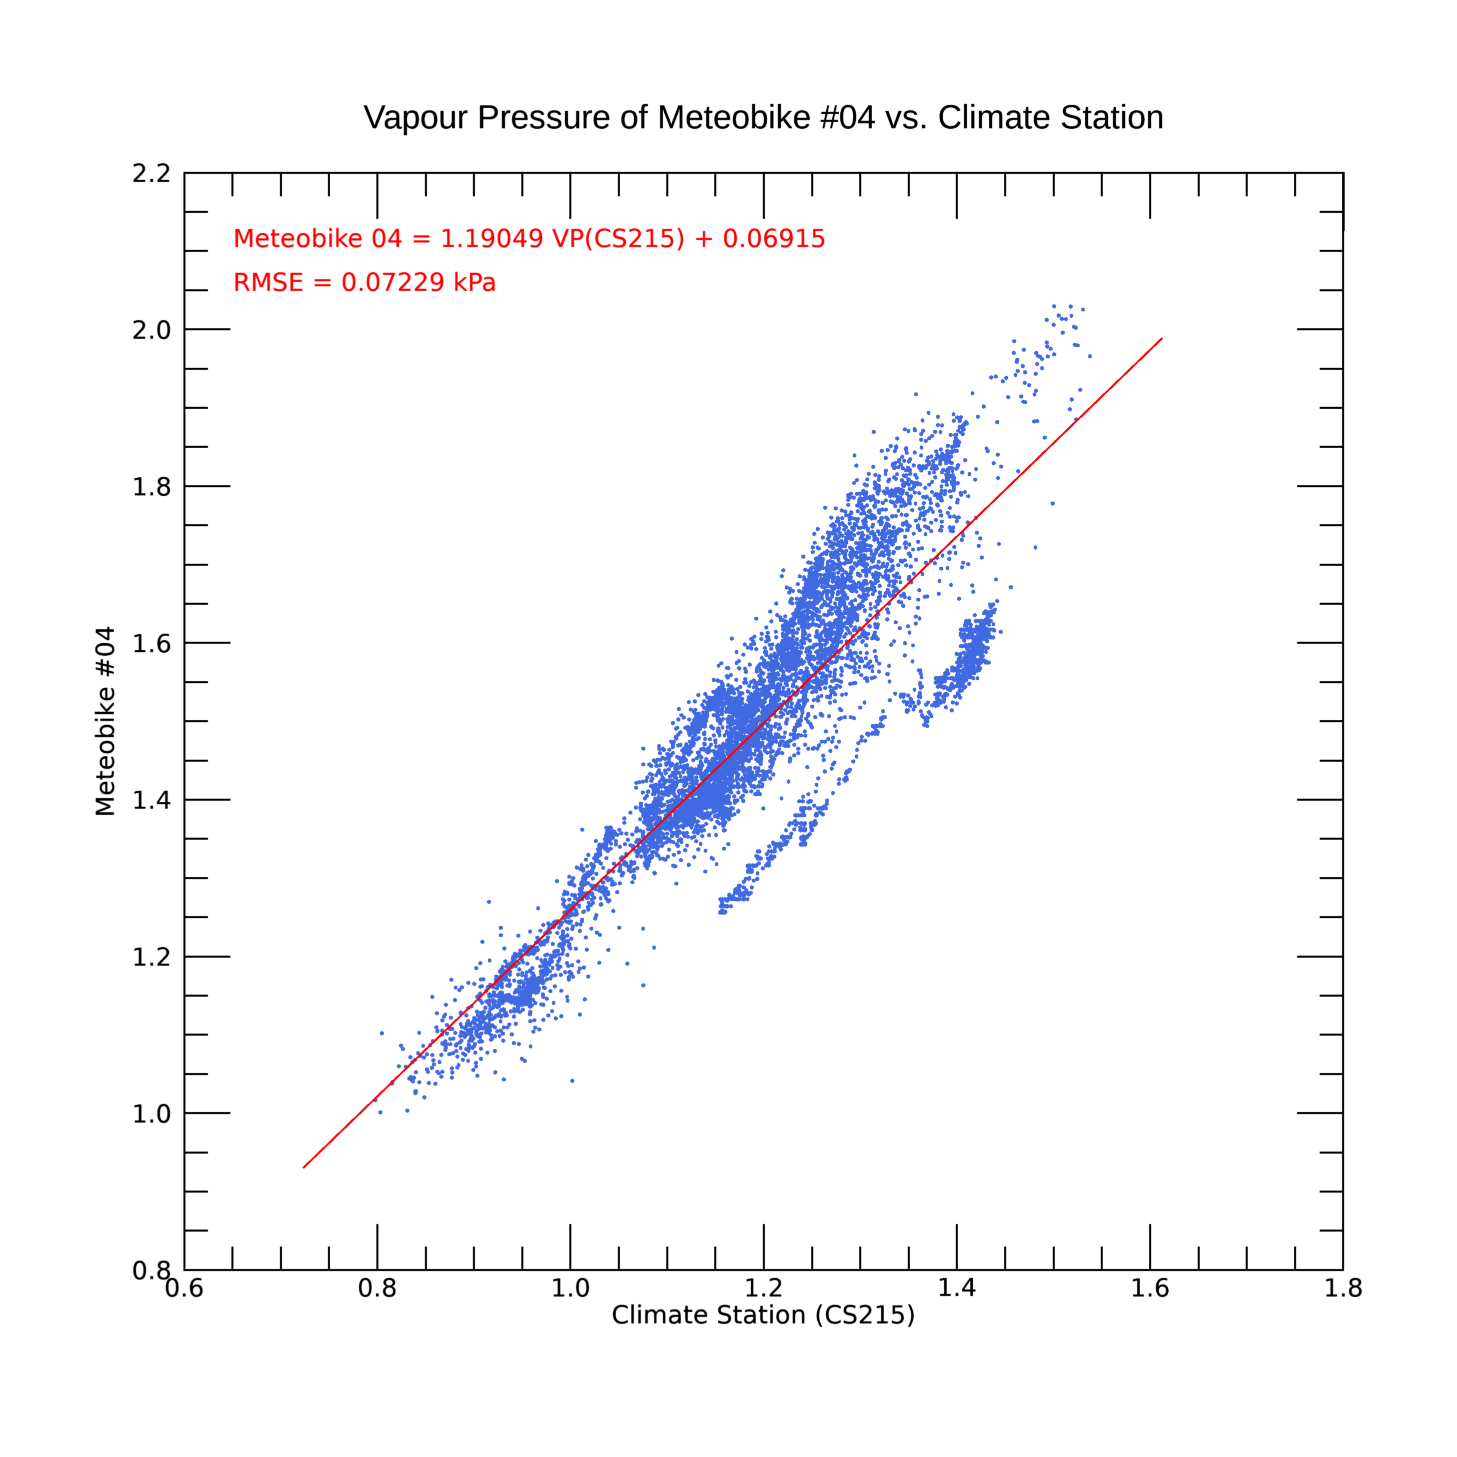 Vapour Pressure of Meteobike #04 vs. Climate Station
Meteobike 04 = 1.19049 VP(CS215) + 0.06915
RMSE = 0.07229 kPa
2.2
2.0
1.8
1.6
1.4
1.2
1.0
0.8
Meteobike #04
0.6 0.8 1.0 1.2 1.4 1.6 1.8
Climate Station (CS215)